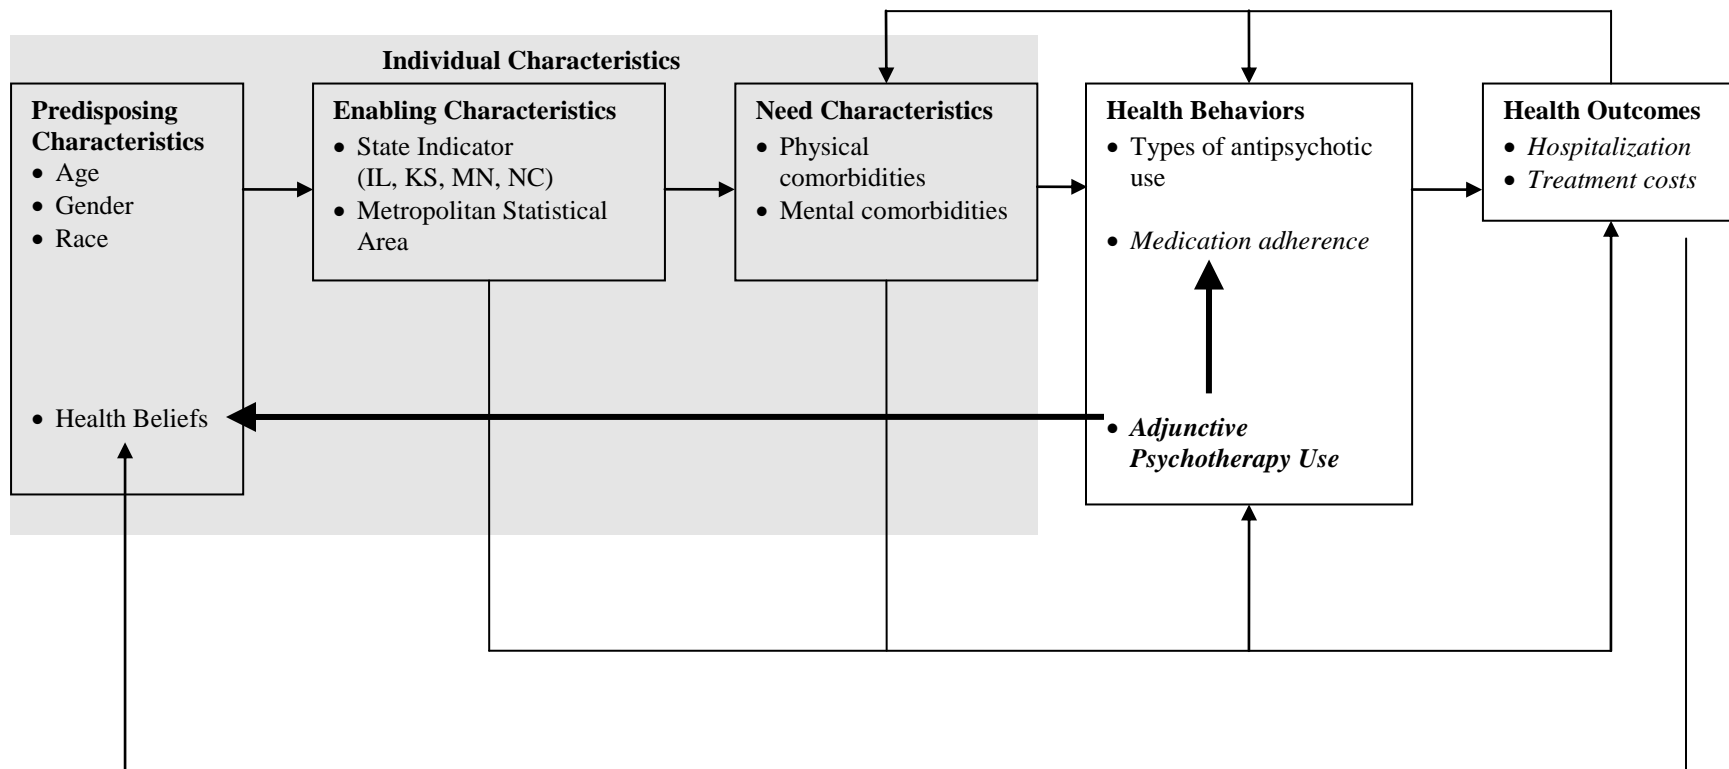 Individual Characteristics
Predisposing
Characteristics
• Age
• Gender
• Race
• Health Beliefs
Enabling Characteristics
• State Indicator
(IL, KS, MN, NC)
• Metropolitan Statistical
Area
Need Characteristics
• Physical
comorbidities
• Mental comorbidities
Health Behaviors
• Types of antipsychotic
use
• Medication adherence
• Adjunctive
Psychotherapy Use
Health Outcomes
• Hospitalization
• Treatment costs